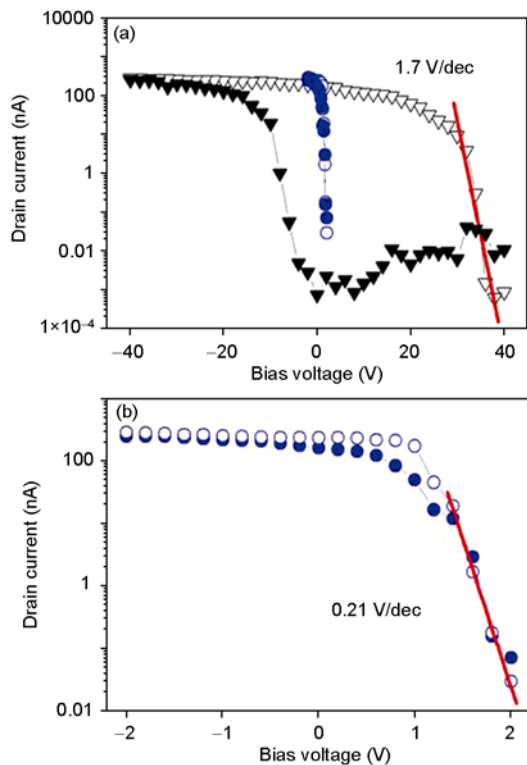 10000
(a)
1.7 V/dec
100
1
0.01
1×10⁻⁴
Drain current (nA)
−40 −20 0 20 40
Bias voltage (V)
(b)
100
1
0.21 V/dec
0.01
Drain current (nA)
−2 −1 0 1 2
Bias voltage (V)